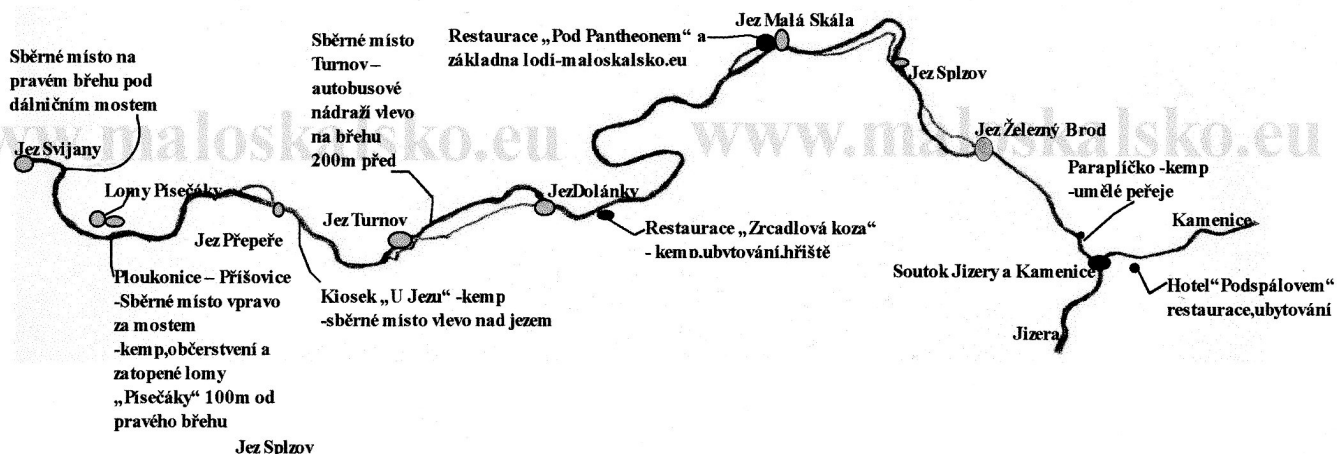 Sběrné místo na
pravém břehu pod
dálničním mostem
Jez Svijany
Lomy Písečáky
Jez Přepeře
Ploukonice – Příšovice
-Sběrné místo vpravo
za mostem
-kemp,občerstvení a
zatopené lomy
„Písečáky“ 100m od
pravého břehu
Jez Splzov
Sběrné místo
Turnov –
autobusové
nádraží vlevo
na břehu
200m před
Jez Turnov
Kiosek „U Jezu“ -kemp
-sběrné místo vlevo nad jezem
JezDolánky
Restaurace „Zrcadlová koza“
- kemp,ubytování,hřiště
Jez Malá Skála
Restaurace „Pod Pantheonem“ a
základna lodí-maloskalsko.eu
Jez Splzov
Jez Železný Brod
Paraplíčko -kemp
-umělé peřeje
Kamenice
Soutok Jizery a Kamenice
Hotel“Podspálovem“
restaurace,ubytování
Jizera
www.maloskalsko.eu
www.maloskalsko.eu